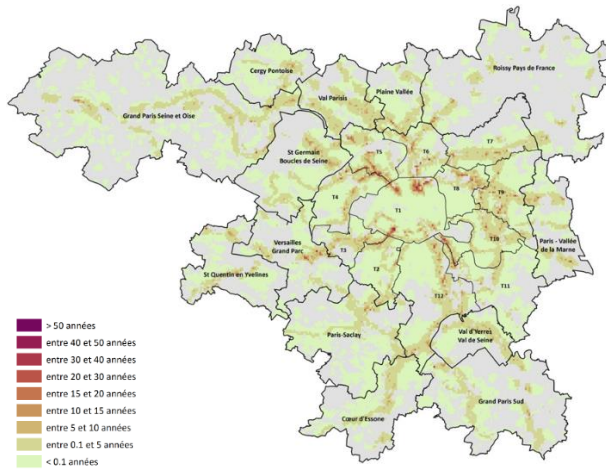 Cergy Pontoise
Roissy Pays de France
Plaine Vallée
Val Parisis
Grand Paris Seine et Oise
St Germain
Boucles de Seine
T5
T6
T7
T8
T9
T4
T1
Paris - Vallée
de la Marne
Versailles
Grand Parc
T3
T10
T2
St Quentin en Yvelines
T12
T11
Paris-Saclay
Val d'Yerres
Val de Seine
Grand Paris Sud
Cœur d'Essone
> 50 années
entre 40 et 50 années
entre 30 et 40 années
entre 20 et 30 années
entre 15 et 20 années
entre 10 et 15 années
entre 5 et 10 années
entre 0.1 et 5 années
< 0.1 années